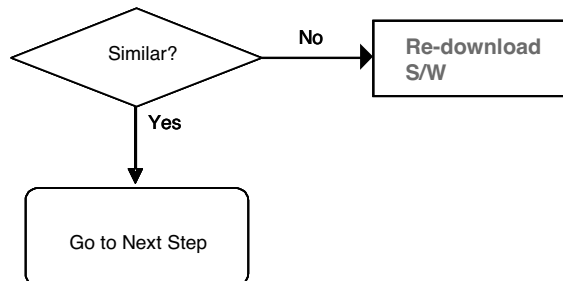 Similar?
No
Re-download
S/W
Yes
Go to Next Step